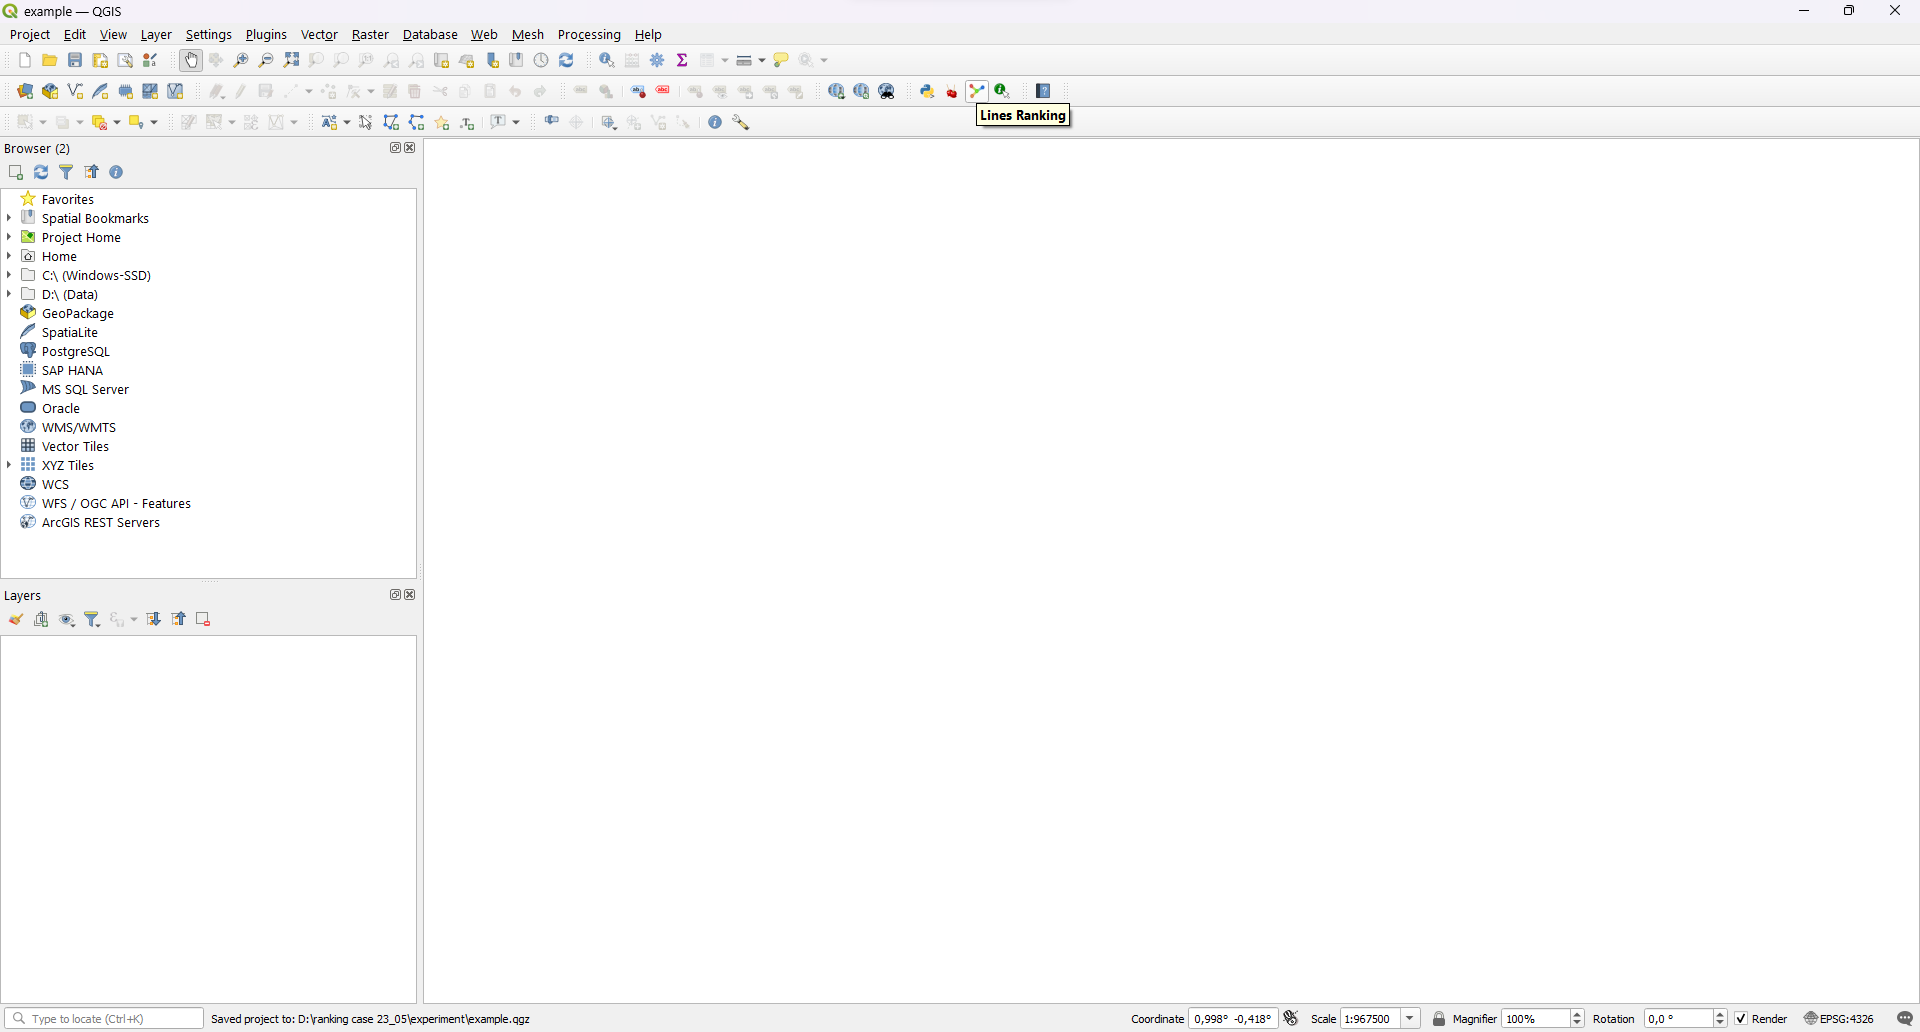 example — QGIS
Project Edit View Layer Settings Plugins Vector Raster Database Web Mesh Processing Help
Lines Ranking
Browser (2)
Favorites
Spatial Bookmarks
Project Home
Home
C:\ (Windows-SSD)
D:\ (Data)
GeoPackage
SpatiaLite
PostgreSQL
SAP HANA
MS SQL Server
Oracle
WMS/WMTS
Vector Tiles
XYZ Tiles
WCS
WFS / OGC API - Features
ArcGIS REST Servers
Layers
Type to locate (Ctrl+K) Saved project to: D:\ranking case 23_05\experiment\example.qgz Coordinate 0,998° -0,418° Scale 1:967500 Magnifier 100% Rotation 0,0 ° Render EPSG:4326